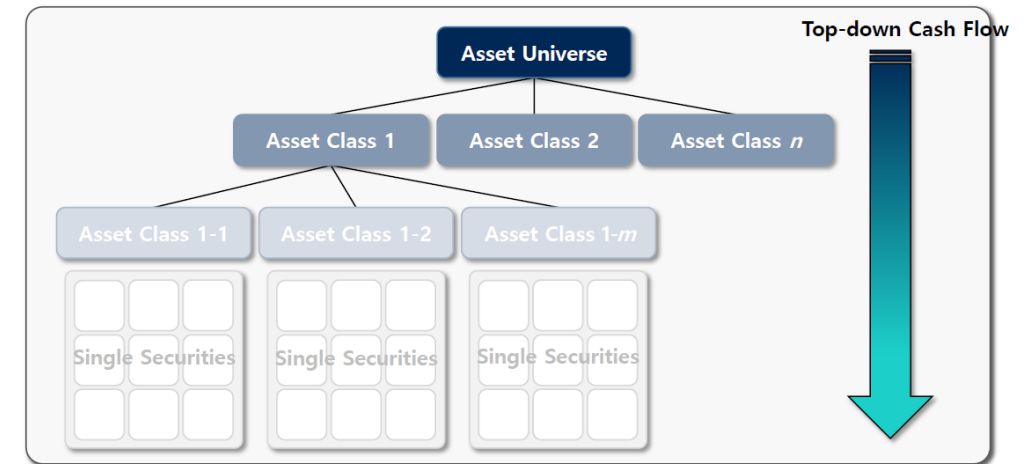 Top-down Cash Flow
Asset Universe
Asset Class 1
Asset Class 2
Asset Class n
Asset Class 1-1
Asset Class 1-2
Asset Class 1-m
Single Securities
Single Securities
Single Securities